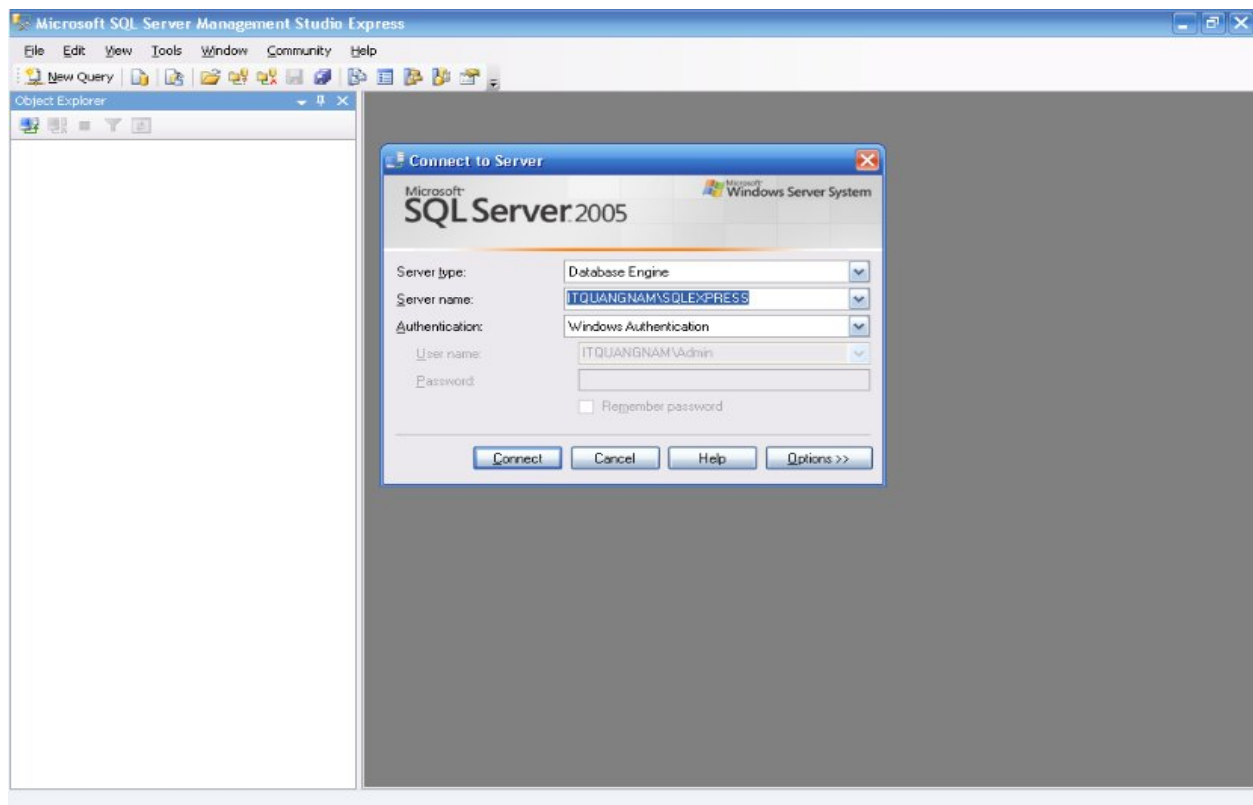 Microsoft SQL Server Management Studio Express
File Edit View Tools Window Community Help
New Query
Object Explorer
Connect to Server
Microsoft
SQL Server 2005
Microsoft
Windows Server System
Server type: Database Engine
Server name: ITQUANGNAM\SQLEXPRESS
Authentication: Windows Authentication
User name: ITQUANGNAM\Admin
Password:
Remember password
Connect Cancel Help Options >>